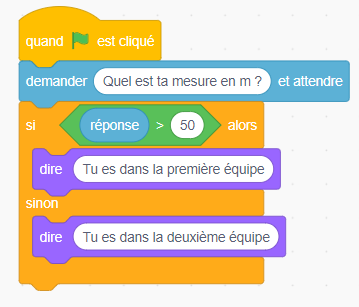 quand est cliqué
demander Quel est ta mesure en m ? et attendre
si réponse > 50 alors
dire Tu es dans la première équipe
sinon
dire Tu es dans la deuxième équipe